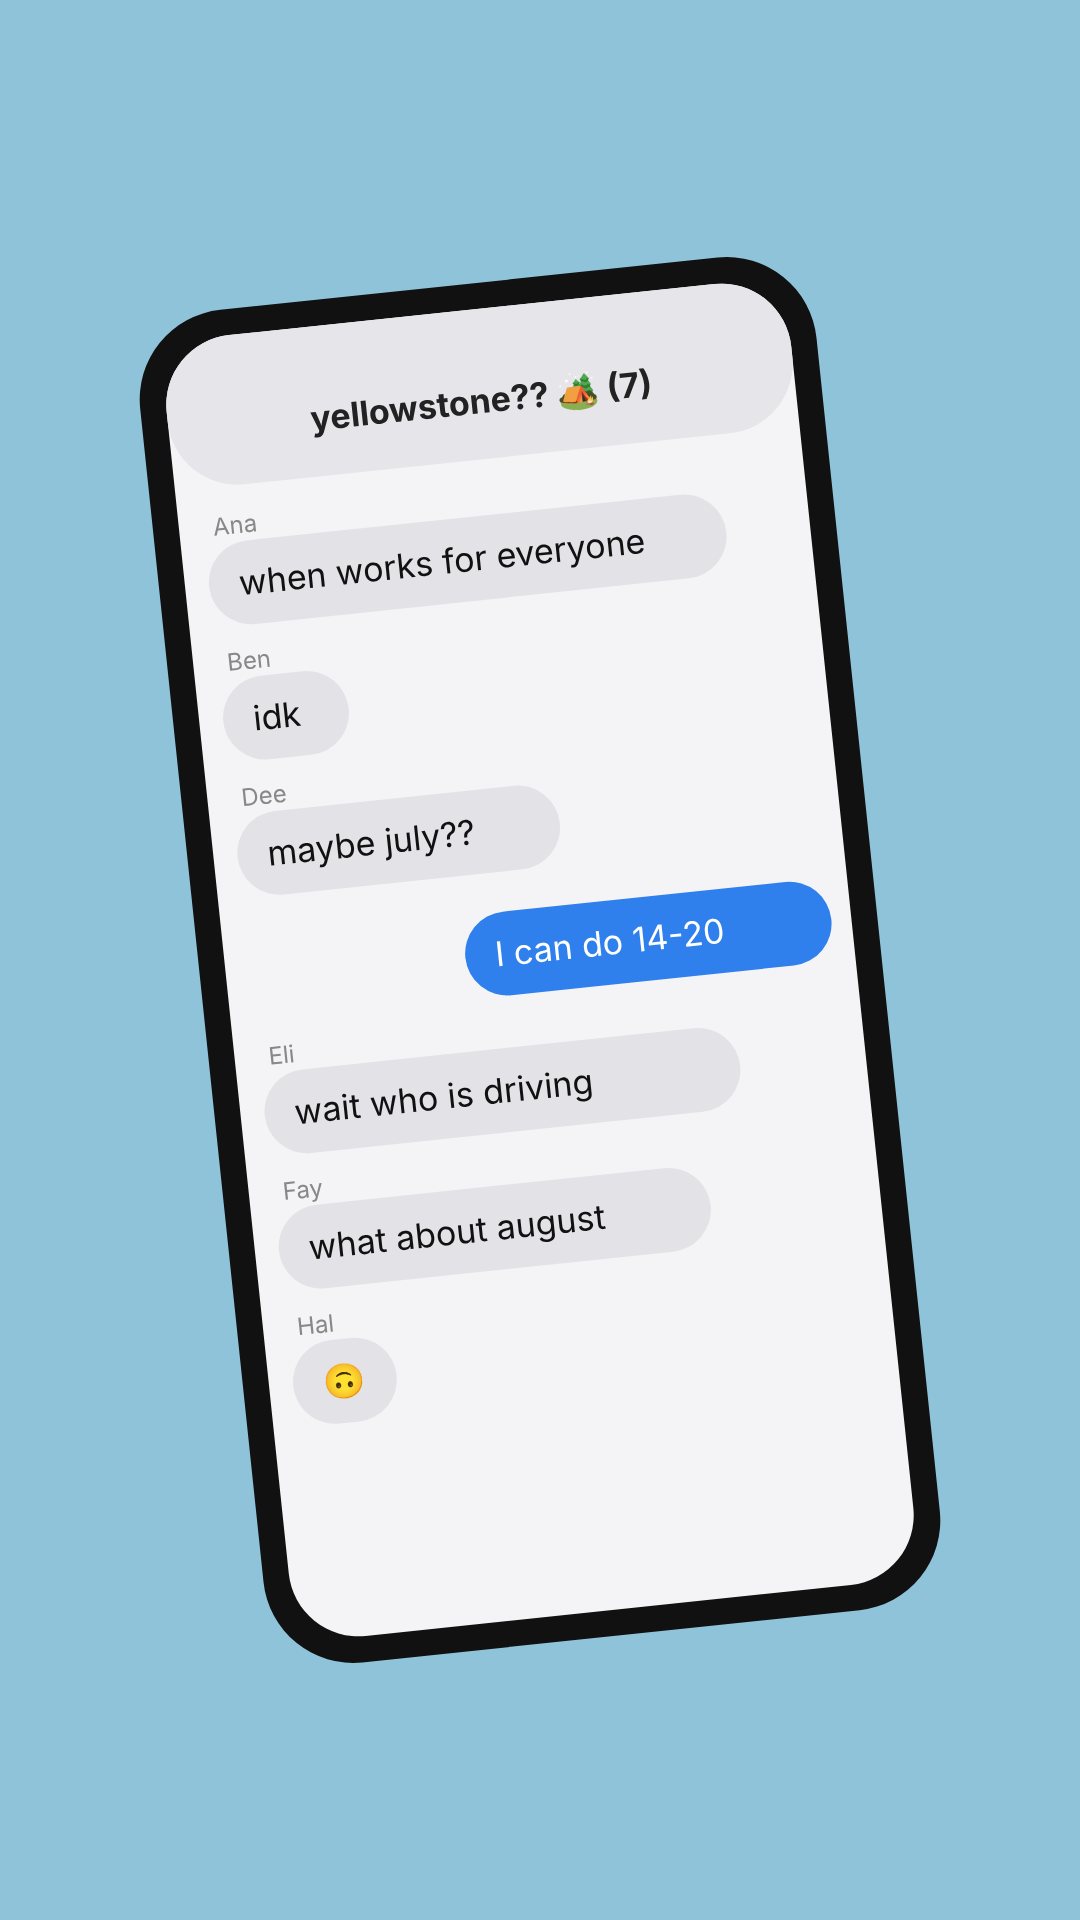 yellowstone?? 🏕️ (7)
Ana
when works for everyone
Ben
idk
Dee
maybe july??
I can do 14-20
Eli
wait who is driving
Fay
what about august
Hal
🙃